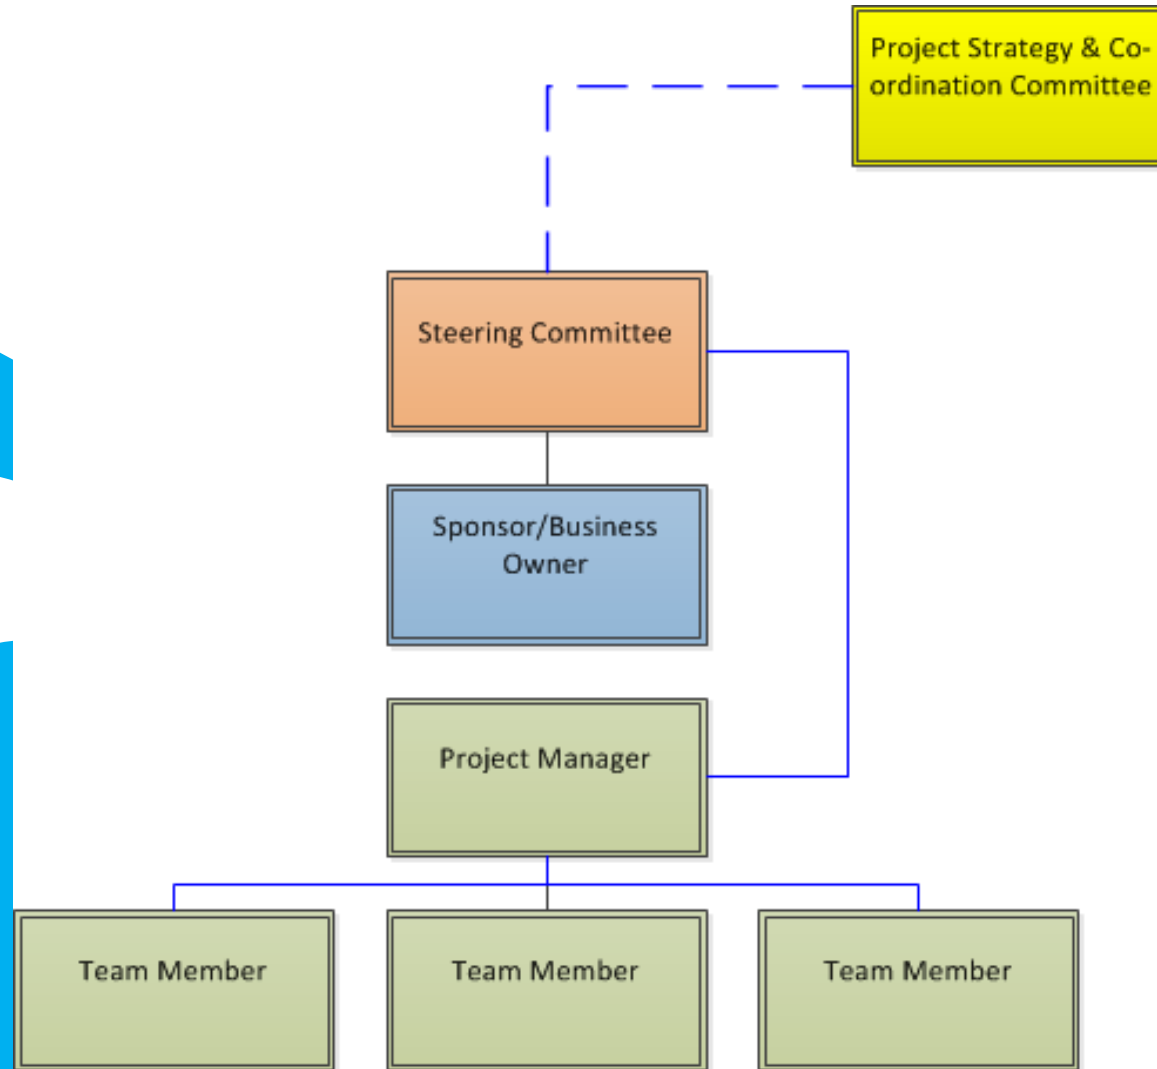 Project Strategy & Co-
ordination Committee
Steering Committee
Sponsor/Business
Owner
Project Manager
Team Member
Team Member
Team Member